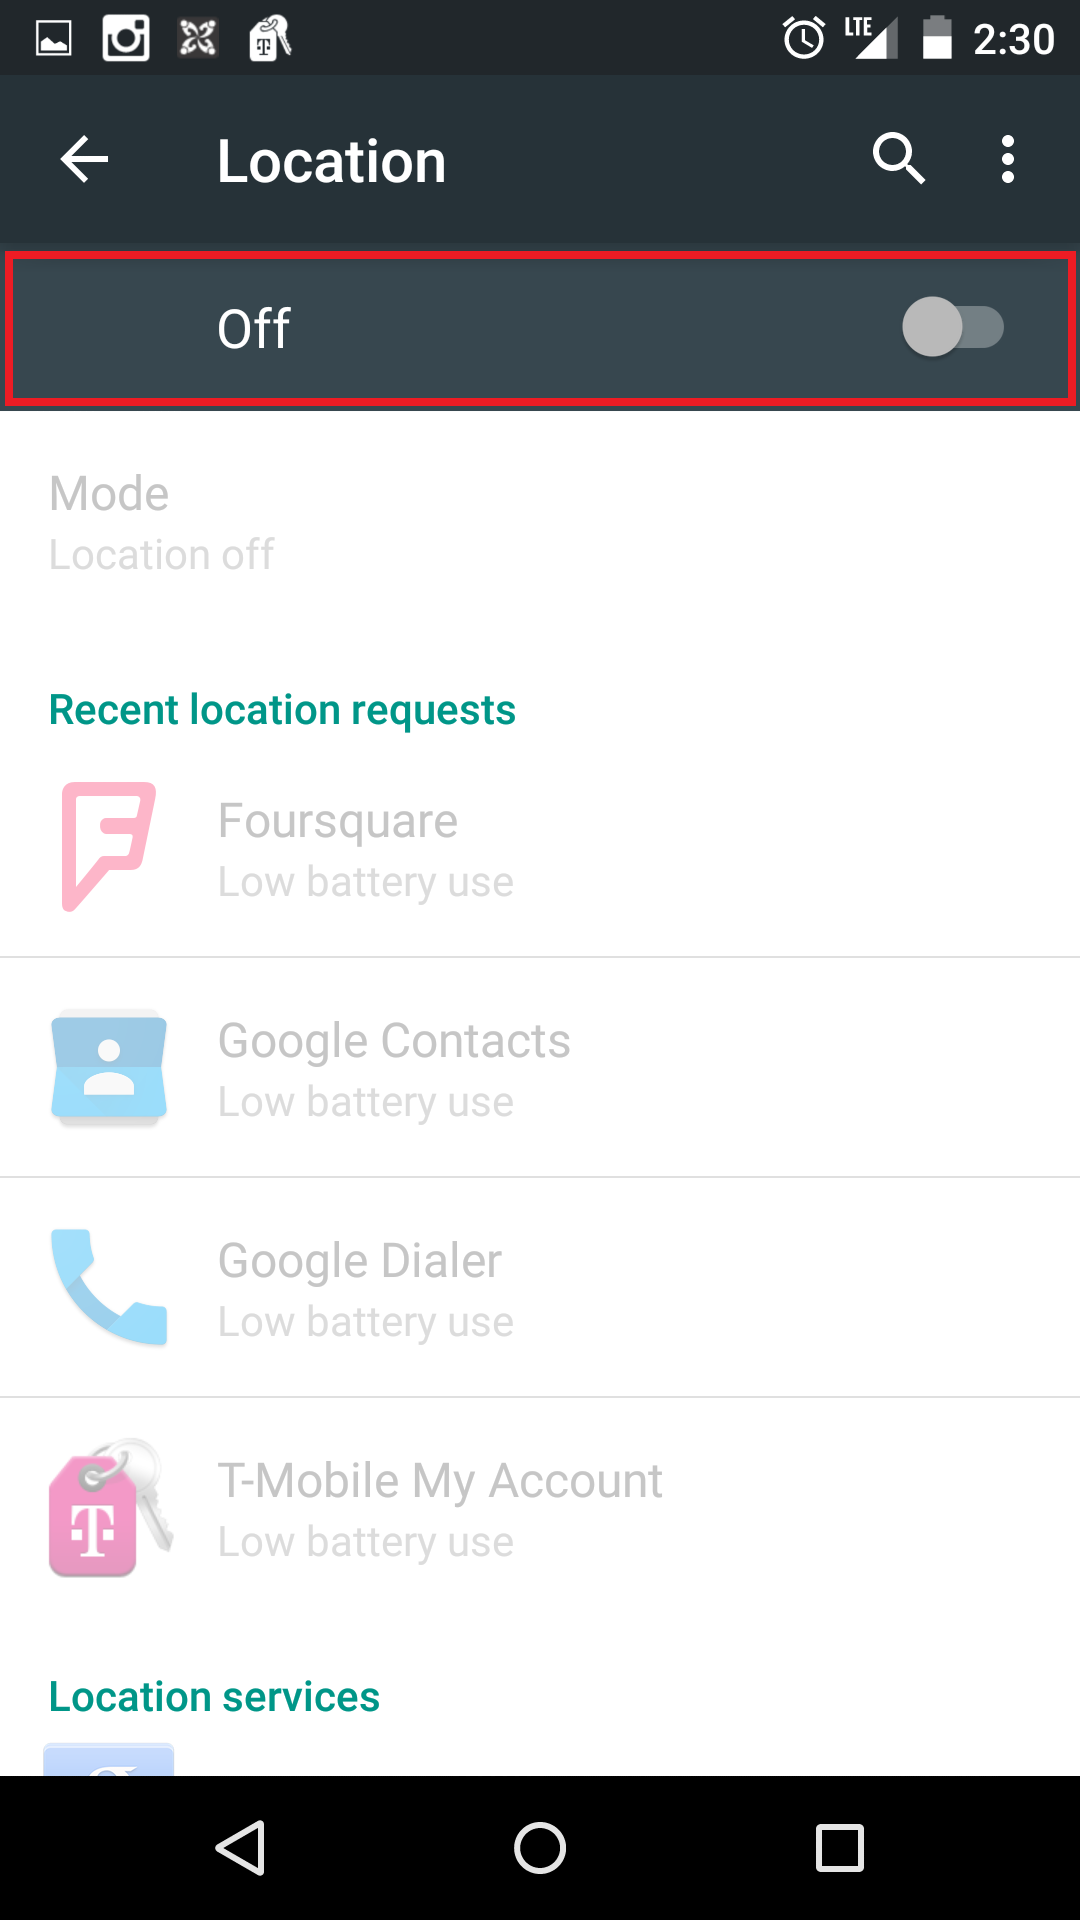 LTE 2:30
Location
Off
Mode
Location off
Recent location requests
Foursquare
Low battery use
Google Contacts
Low battery use
Google Dialer
Low battery use
T-Mobile My Account
Low battery use
Location services